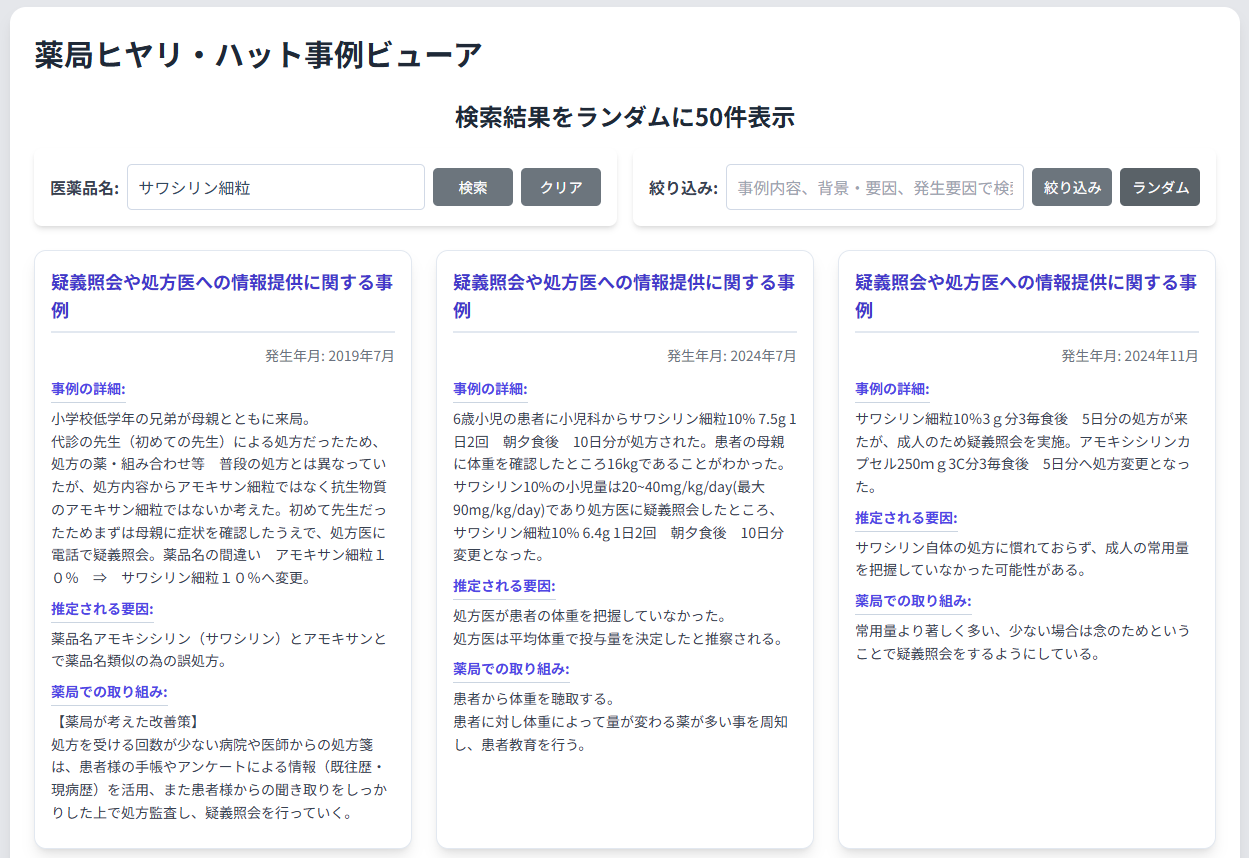 薬局ヒヤリ・ハット事例ビューア
検索結果をランダムに50件表示
医薬品名:
サワシリン細粒
検索
クリア
絞り込み:
事例内容、背景・要因、発生要因で検
絞り込み
ランダム
疑義照会や処方医への情報提供に関する事
例
発生年月: 2019年7月
事例の詳細:
小学校低学年の兄弟が母親とともに来局。
代診の先生（初めての先生）による処方だったため、
処方の薬・組み合わせ等　普段の処方とは異なってい
たが、処方内容からアモキサン細粒ではなく抗生物質
のアモキサン細粒ではないか考えた。初めて先生だっ
たためまずは母親に症状を確認したうえで、処方医に
電話で疑義照会。薬品名の間違い　アモキサン細粒１
０％　⇒　サワシリン細粒１０％へ変更。
推定される要因:
薬品名アモキシシリン（サワシリン）とアモキサンと
で薬品名類似の為の誤処方。
薬局での取り組み:
【薬局が考えた改善策】
処方を受ける回数が少ない病院や医師からの処方箋
は、患者様の手帳やアンケートによる情報（既往歴・
現病歴）を活用、また患者様からの聞き取りをしっか
りした上で処方監査し、疑義照会を行っていく。
疑義照会や処方医への情報提供に関する事
例
発生年月: 2024年7月
事例の詳細:
6歳小児の患者に小児科からサワシリン細粒10% 7.5g 1
日2回　朝夕食後　10日分が処方された。患者の母親
に体重を確認したところ16kgであることがわかった。
サワシリン10%の小児量は20~40mg/kg/day(最大
90mg/kg/day)であり処方医に疑義照会したところ、
サワシリン細粒10% 6.4g 1日2回　朝夕食後　10日分
変更となった。
推定される要因:
処方医が患者の体重を把握していなかった。
処方医は平均体重で投与量を決定したと推察される。
薬局での取り組み:
患者から体重を聴取する。
患者に対し体重によって量が変わる薬が多い事を周知
し、患者教育を行う。
疑義照会や処方医への情報提供に関する事
例
発生年月: 2024年11月
事例の詳細:
サワシリン細粒10%3ｇ分3毎食後　5日分の処方が来
たが、成人のため疑義照会を実施。アモキシシリンカ
プセル250mｇ3C分3毎食後　5日分へ処方変更となっ
た。
推定される要因:
サワシリン自体の処方に慣れておらず、成人の常用量
を把握していなかった可能性がある。
薬局での取り組み:
常用量より著しく多い、少ない場合は念のためという
ことで疑義照会をするようにしている。